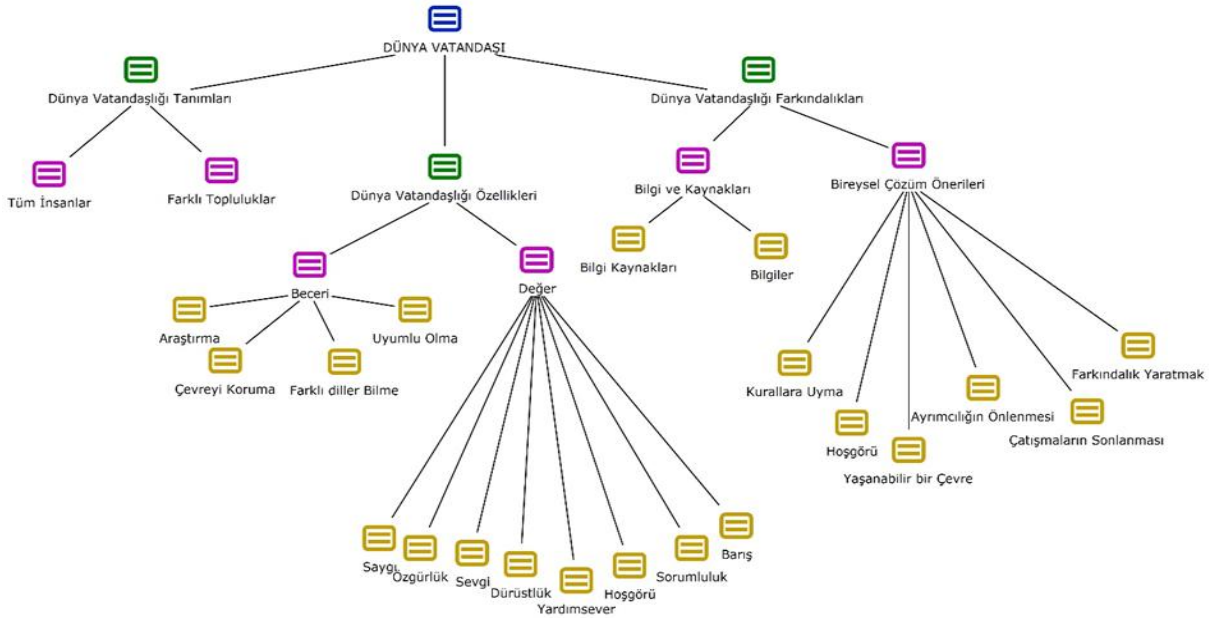 DÜNYA VATANDAŞI
Dünya Vatandaşlığı Tanımları
Dünya Vatandaşlığı Farkındalıkları
Tüm İnsanlar
Farklı Topluluklar
Dünya Vatandaşlığı Özellikleri
Bilgi ve Kaynakları
Bireysel Çözüm Önerileri
Bilgi Kaynakları
Bilgiler
Beceri
Değer
Araştırma
Uyumlu Olma
Çevreyi Koruma
Farklı diller Bilme
Kurallara Uyma
Farkındalık Yaratmak
Ayrımcılığın Önlenmesi
Hoşgörü
Çatışmaların Sonlanması
Yaşanabilir bir Çevre
Saygı
Özgürlük
Sevgi
Dürüstlük
Yardımsever
Hoşgörü
Sorumluluk
Barış